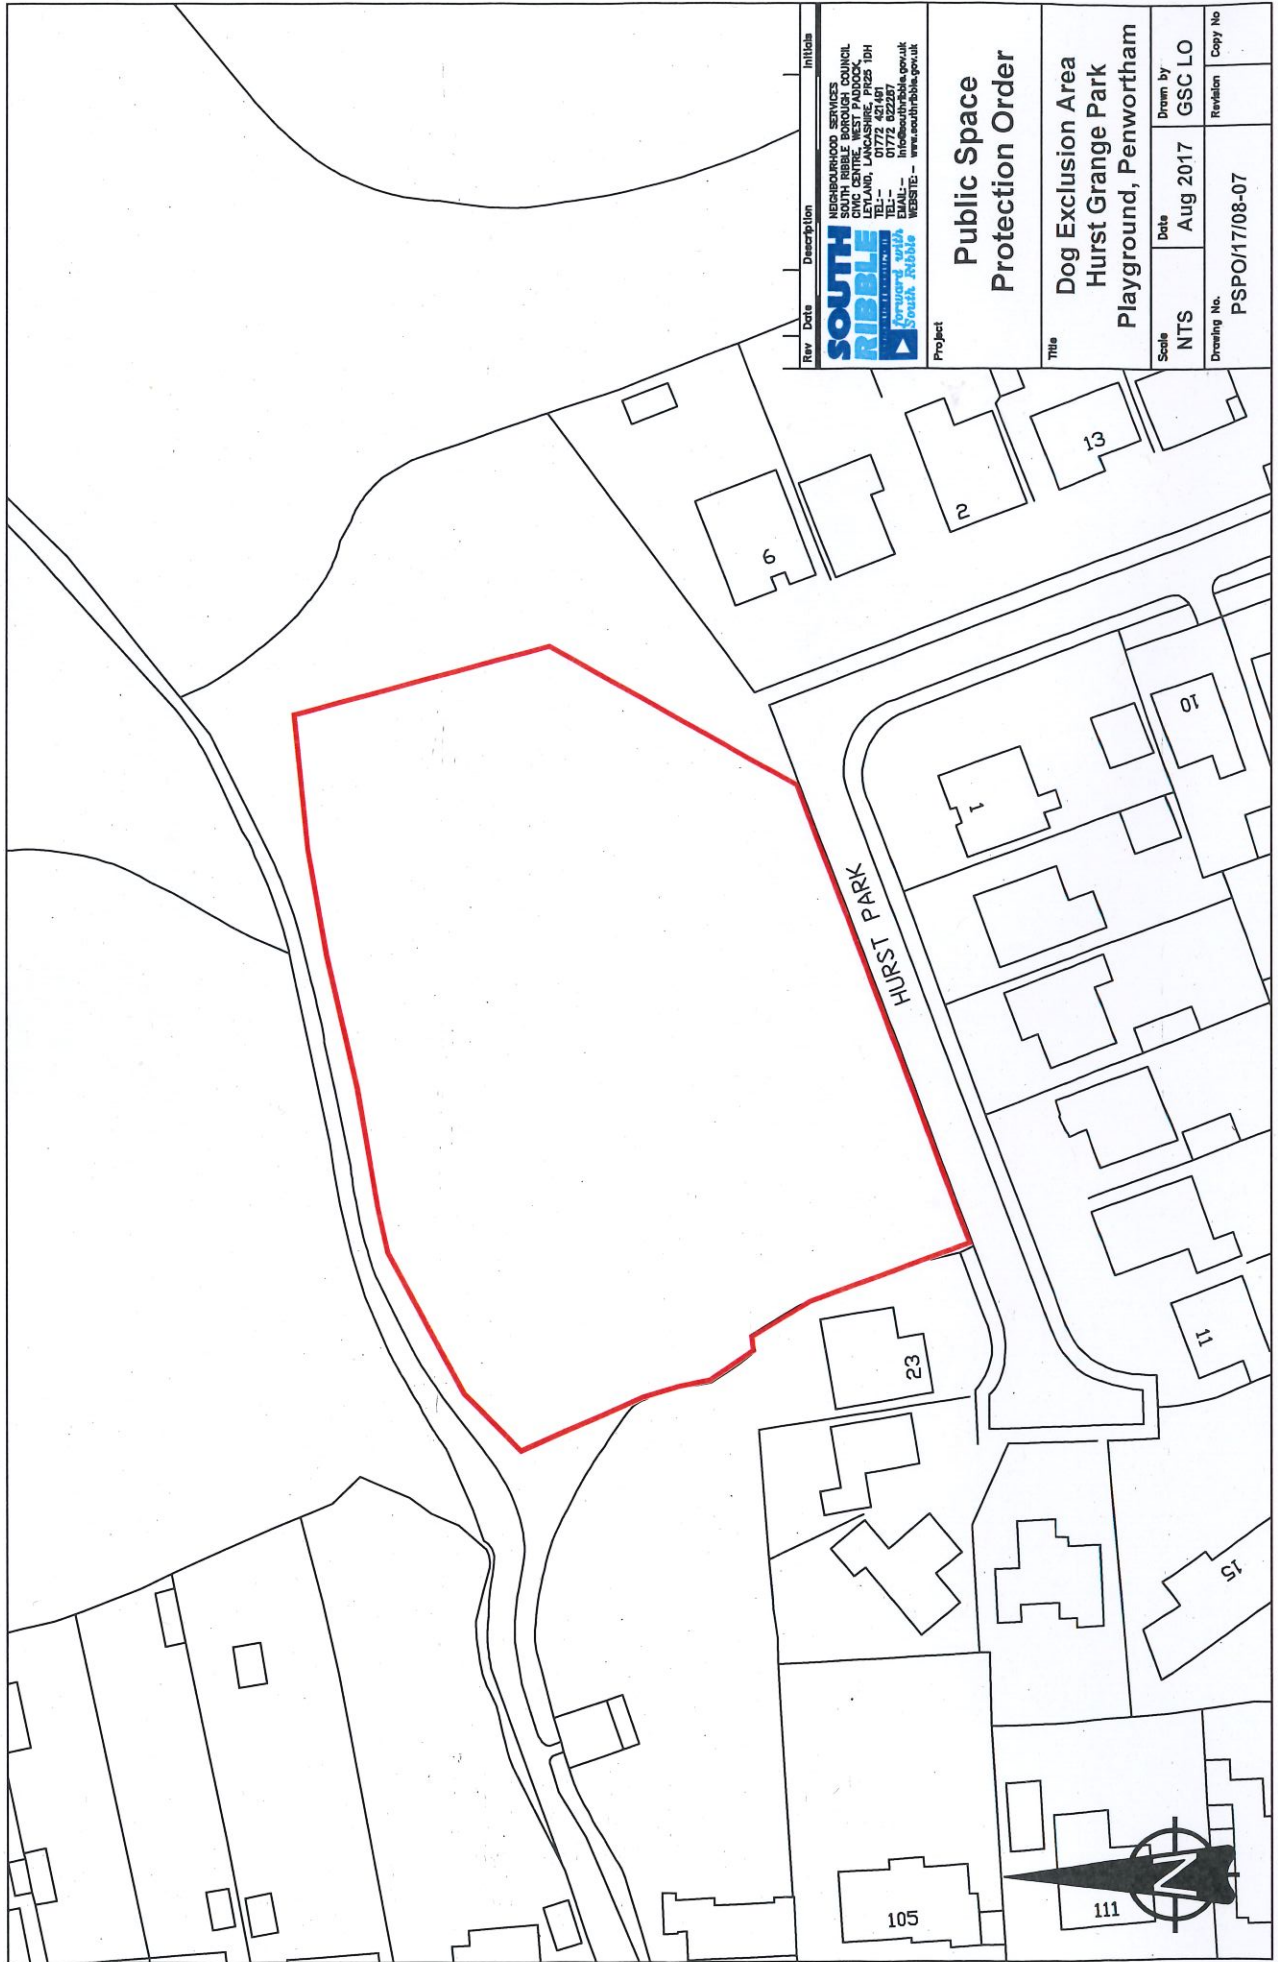 Rev Date Description Initials
SOUTH
RIBBLE
forward with
South Ribble
NEIGHBOURHOOD SERVICES
SOUTH RIBBLE BOROUGH COUNCIL
CIVIC CENTRE, WEST PADDOCK,
LEYLAND, LANCASHIRE, PR25 1DH
TEL:- 01772 421491
TEL:- 01772 622287
EMAIL:- info@southribble.gov.uk
WEBSITE:- www.southribble.gov.uk
Project
Public Space
Protection Order
Title
Dog Exclusion Area
Hurst Grange Park
Playground, Penwortham
Scale
NTS
Date
Aug 2017
Drawn by
GSC LO
Drawing No.
PSPO/17/08-07
Revision
Copy No
HURST PARK
6
2
13
1
10
11
23
15
105
111
N